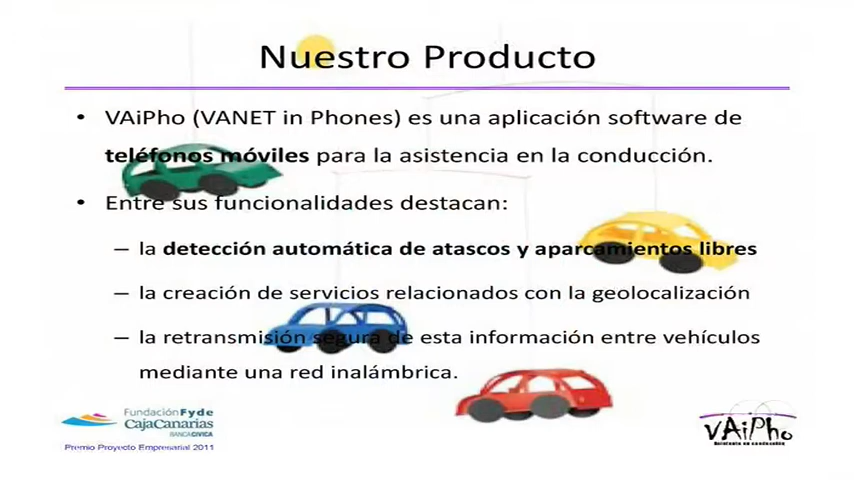 Nuestro Producto
• VAiPho (VANET in Phones) es una aplicación software de
teléfonos móviles para la asistencia en la conducción.
• Entre sus funcionalidades destacan:
– la detección automática de atascos y aparcamientos libres
– la creación de servicios relacionados con la geolocalización
– la retransmisión segura de esta información entre vehículos
mediante una red inalámbrica.
Fundación Fyde
CajaCanarias
BANCA CÍVICA
Premio Proyecto Empresarial 2011
VAiPho